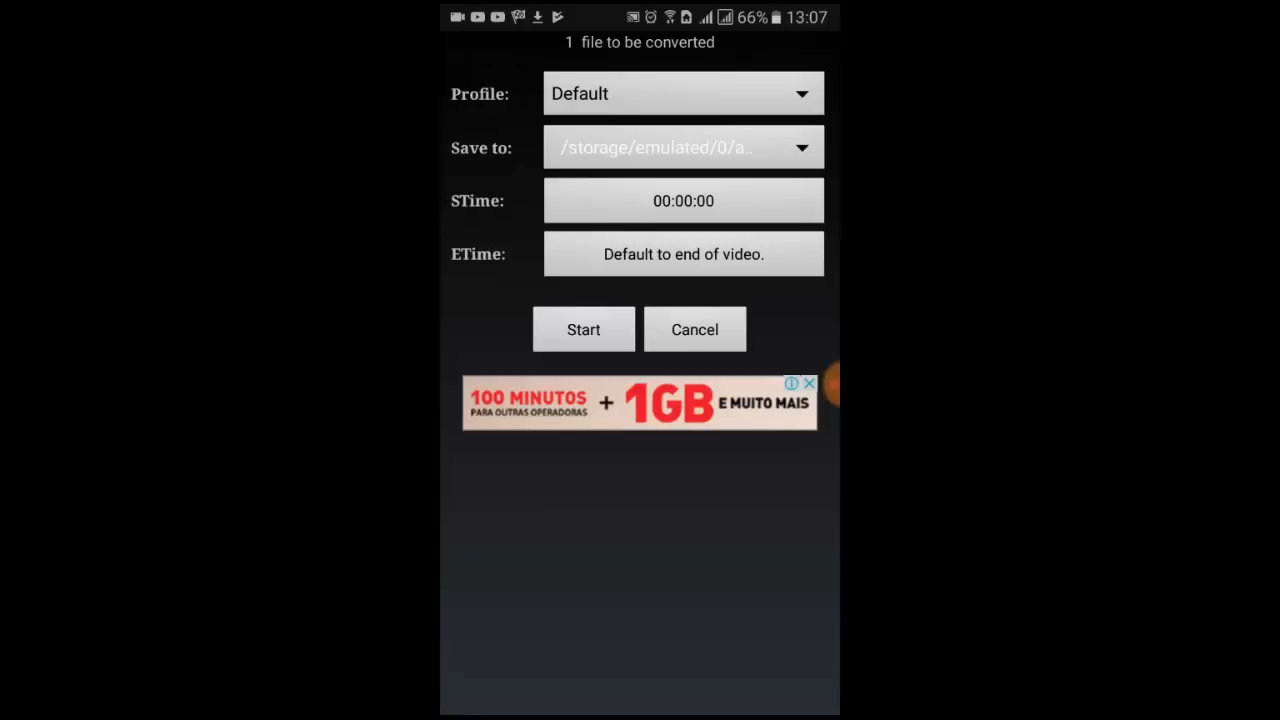 66% 13:07
1 file to be converted
Profile: Default
Save to: /storage/emulated/0/a..
STime: 00:00:00
ETime: Default to end of video.
Start Cancel
100 MINUTOS
PARA OUTRAS OPERADORAS
+ 1GB E MUITO MAIS